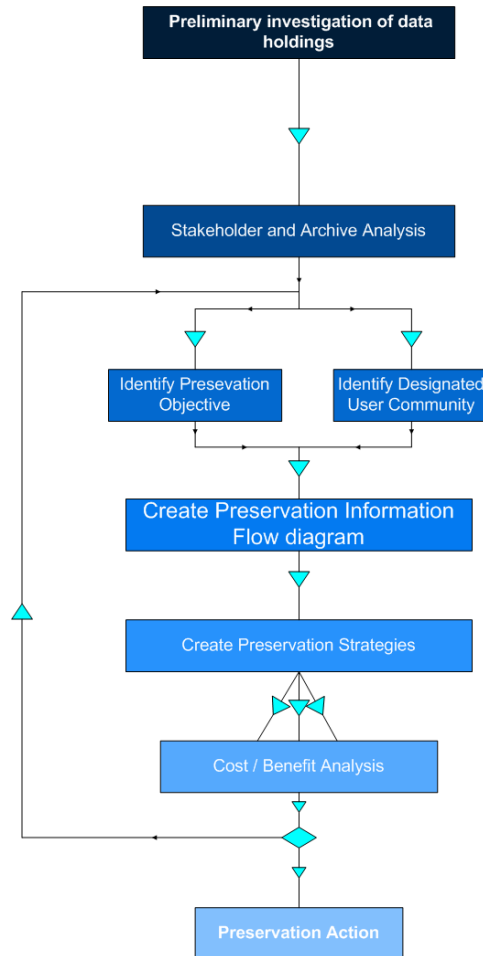 Preliminary investigation of data
holdings
Stakeholder and Archive Analysis
Identify Presevation
Objective
Identify Designated
User Community
Create Preservation Information
Flow diagram
Create Preservation Strategies
Cost / Benefit Analysis
Preservation Action